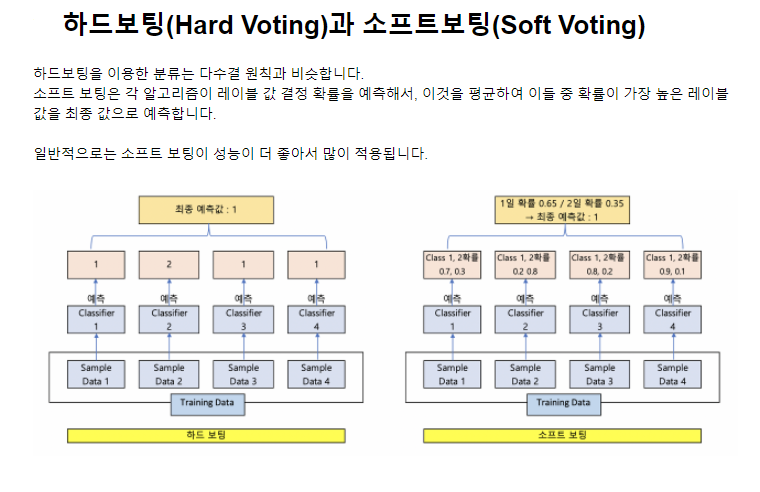 하드보팅(Hard Voting)과 소프트보팅(Soft Voting)
하드보팅을 이용한 분류는 다수결 원칙과 비슷합니다.
소프트 보팅은 각 알고리즘이 레이블 값 결정 확률을 예측해서, 이것을 평균하여 이들 중 확률이 가장 높은 레이블
값을 최종 값으로 예측합니다.
일반적으로는 소프트 보팅이 성능이 더 좋아서 많이 적용됩니다.
최종 예측값 : 1
1 2 1 1
예측 예측 예측 예측
Classifier Classifier Classifier Classifier
1 2 3 4
Sample Sample Sample Sample
Data 1 Data 2 Data 3 Data 4
Training Data
하드 보팅
1일 확률 0.65 / 2일 확률 0.35
→ 최종 예측값 : 1
Class 1, 2확률 Class 1, 2확률 Class 1, 2확률 Class 1, 2확률
0.7, 0.3 0.2 0.8 0.8, 0.2 0.9, 0.1
예측 예측 예측 예측
Classifier Classifier Classifier Classifier
1 2 3 4
Sample Sample Sample Sample
Data 1 Data 2 Data 3 Data 4
Training Data
소프트 보팅